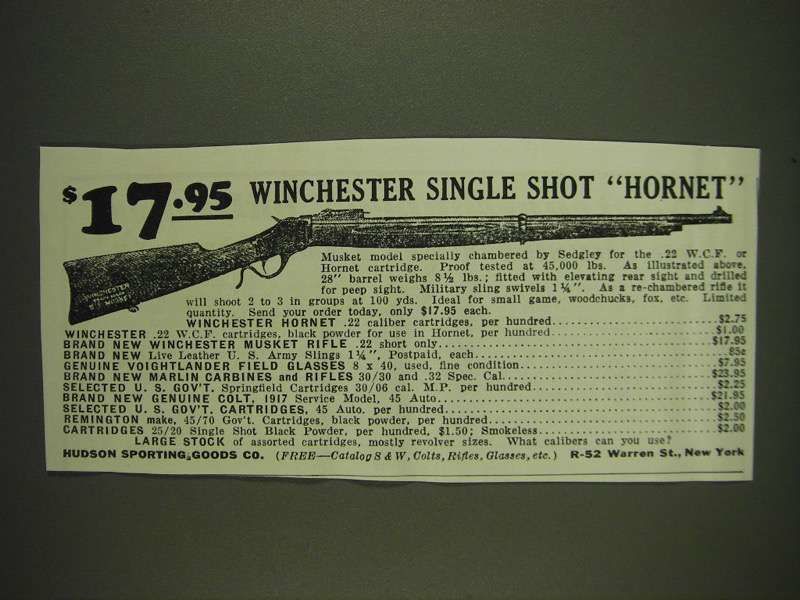 $17.95 WINCHESTER SINGLE SHOT "HORNET"
Musket model specially chambered by Sedgley for the .22 W.C.F. or
Hornet cartridge. Proof tested at 45,000 lbs. As illustrated above,
28" barrel weighs 8½ lbs.; fitted with elevating rear sight and drilled
for peep sight. Military sling swivels 1¼". As a re-chambered rifle it
will shoot 2 to 3 in groups at 100 yds. Ideal for small game, woodchucks, fox, etc. Limited
quantity. Send your order today, only $17.95 each.
WINCHESTER HORNET .22 caliber cartridges, per hundred........ $2.75
WINCHESTER .22 W.C.F. cartridges, black powder for use in Hornet, per hundred........ $1.00
BRAND NEW WINCHESTER MUSKET RIFLE .22 short only........ $17.95
BRAND NEW Live Leather U. S. Army Slings 1¼", Postpaid, each........ 85c
GENUINE VOIGHTLANDER FIELD GLASSES 8 x 40, used, fine condition........ $7.95
BRAND NEW MARLIN CARBINES and RIFLES 30/30 and .32 Spec. Cal........ $23.95
SELECTED U. S. GOV'T. Springfield Cartridges 30/06 cal. M.P. per hundred........ $2.25
BRAND NEW GENUINE COLT, 1917 Service Model, 45 Auto........ $21.95
SELECTED U. S. GOV'T. CARTRIDGES, 45 Auto. per hundred........ $2.00
REMINGTON make, 45/70 Gov't. Cartridges, black powder, per hundred........ $2.50
CARTRIDGES 25/20 Single Shot Black Powder, per hundred, $1.50; Smokeless........ $2.00
LARGE STOCK of assorted cartridges, mostly revolver sizes. What calibers can you use?
HUDSON SPORTING GOODS CO. (FREE—Catalog S & W, Colts, Rifles, Glasses, etc.) R-52 Warren St., New York